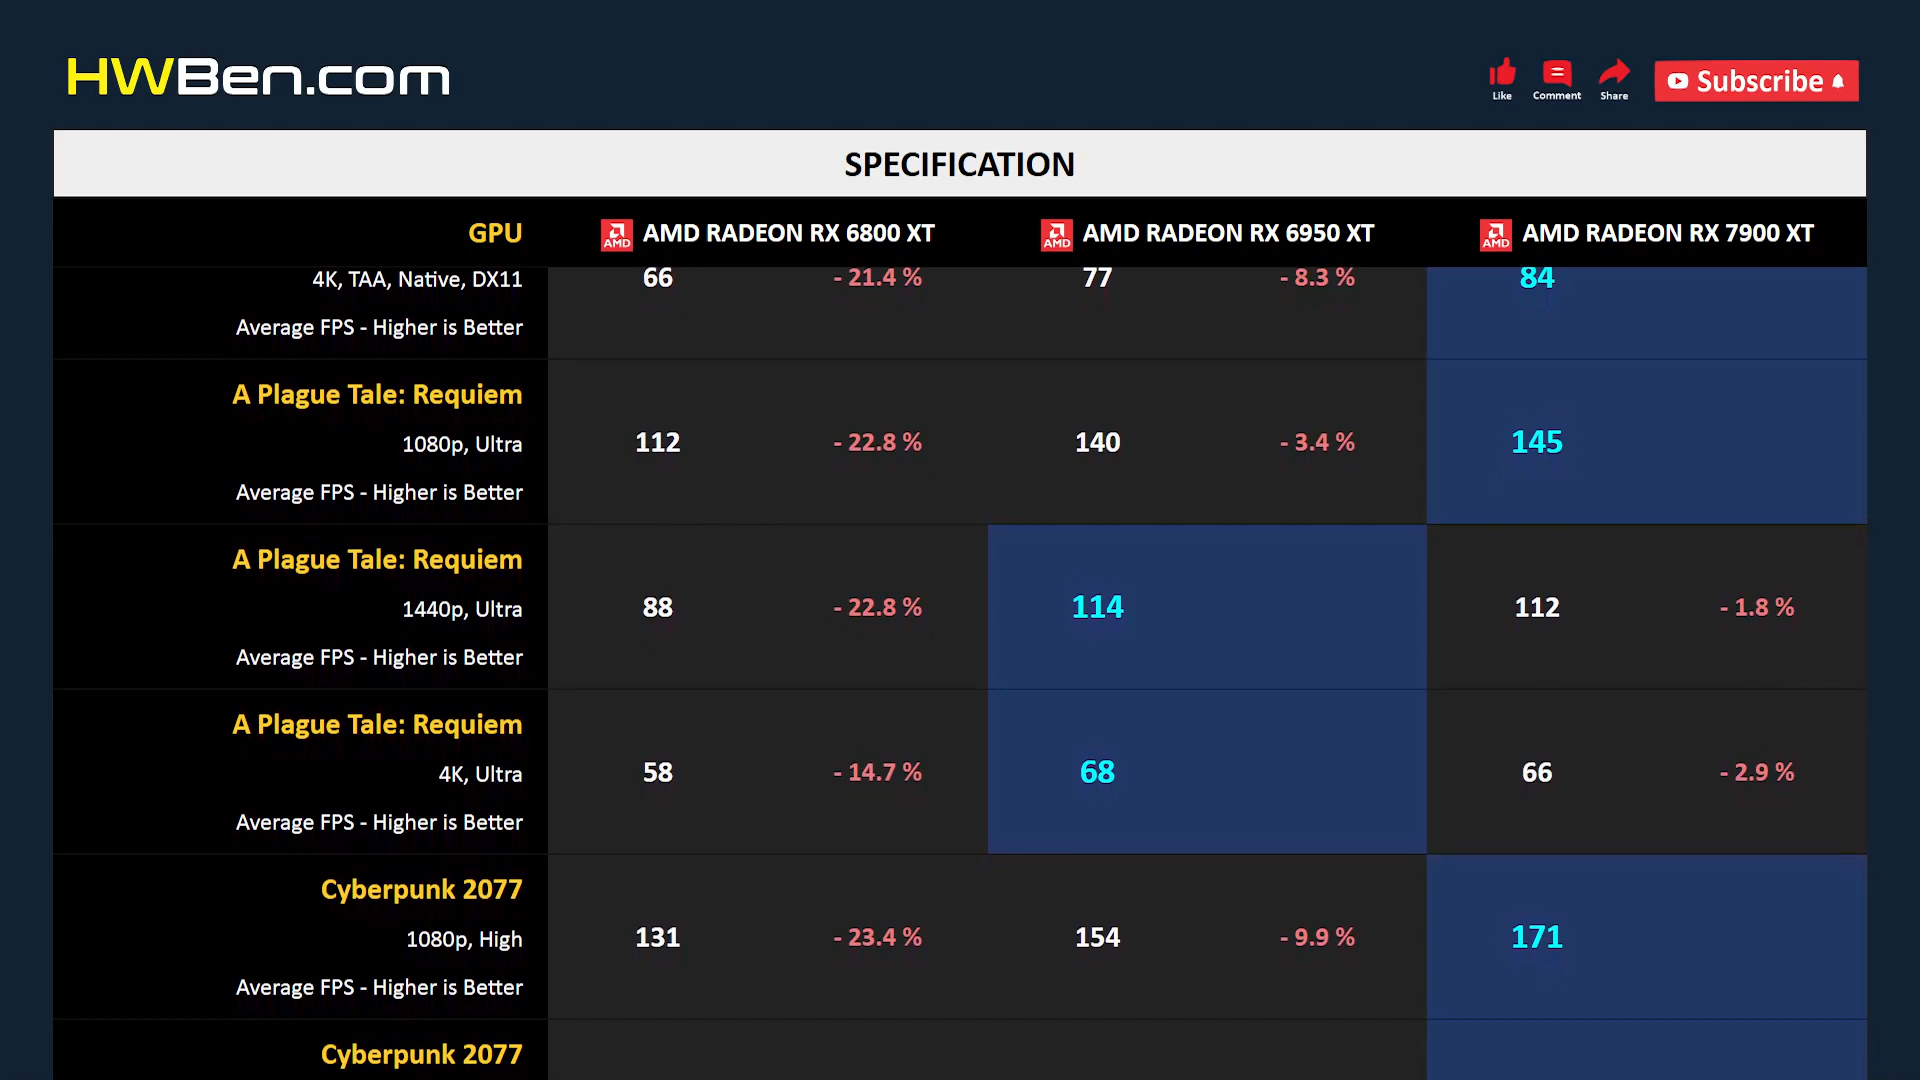 HWBen.com
Like
Comment
Share
Subscribe
SPECIFICATION
GPU AMD AMD RADEON RX 6800 XT AMD AMD RADEON RX 6950 XT AMD AMD RADEON RX 7900 XT
4K, TAA, Native, DX11 66 - 21.4 % 77 - 8.3 % 84
Average FPS - Higher is Better
A Plague Tale: Requiem
1080p, Ultra 112 - 22.8 % 140 - 3.4 % 145
Average FPS - Higher is Better
A Plague Tale: Requiem
1440p, Ultra 88 - 22.8 % 114 112 - 1.8 %
Average FPS - Higher is Better
A Plague Tale: Requiem
4K, Ultra 58 - 14.7 % 68 66 - 2.9 %
Average FPS - Higher is Better
Cyberpunk 2077
1080p, High 131 - 23.4 % 154 - 9.9 % 171
Average FPS - Higher is Better
Cyberpunk 2077